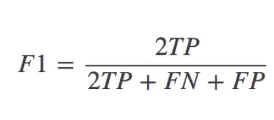 F1 = 2TP / 2TP + FN + FP